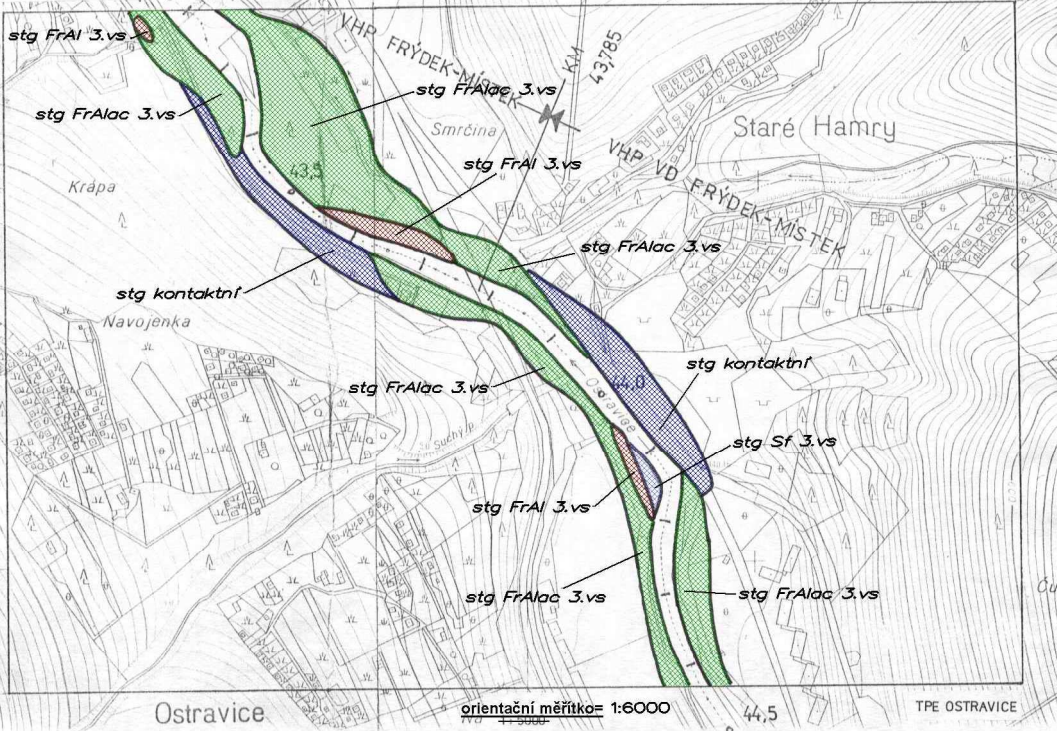 stg FrAl 3.vs
VHP FRÝDEK-MÍSTEK
KM 43,785
stg FrAlac 3.vs
stg FrAlac 3.vs
Smrčina
Staré Hamry
VHP VD FRÝDEK-MÍSTEK
stg FrAl 3.vs
43,5
Krápa
stg FrAlac 3.vs
stg kontaktní
Navojenka
stg kontaktní
44,0
stg FrAlac 3.vs
Ostravice
stg Sf 3.vs
stg FrAl 3.vs
stg FrAlac 3.vs
stg FrAlac 3.vs
Ostravice
orientační měřítko= 1:6000
1:5000
44,5
TPE OSTRAVICE